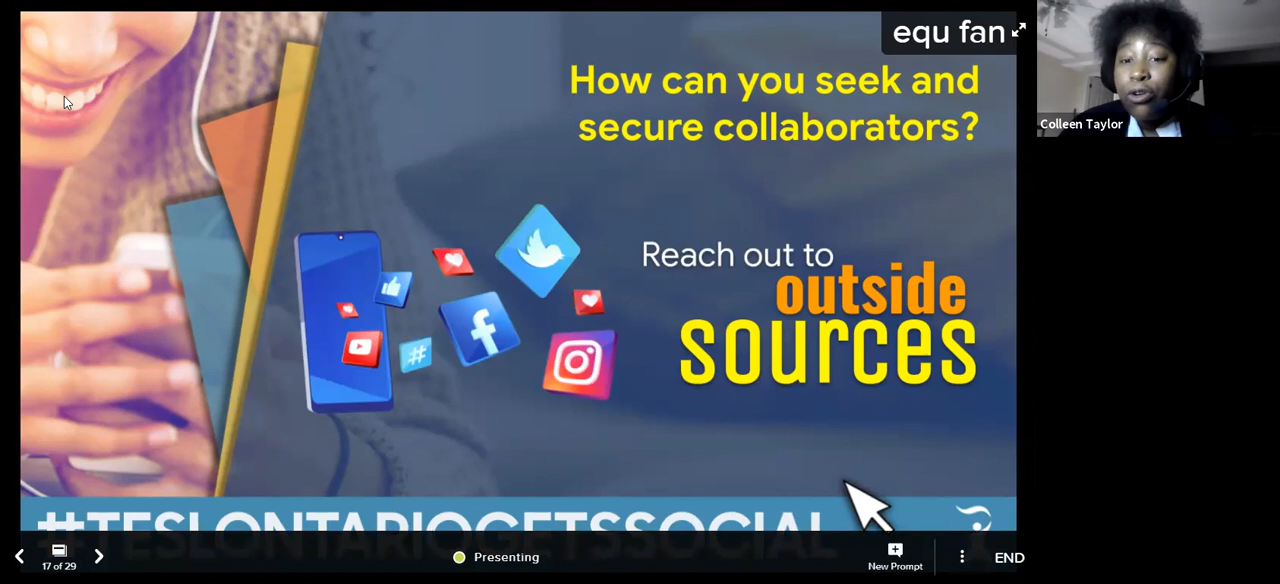 equ fan
How can you seek and
secure collaborators?
Colleen Taylor
Reach out to
outside
sources
#
#TESLONTARIOGETSSOCIAL
17 of 29
Presenting
New Prompt
END